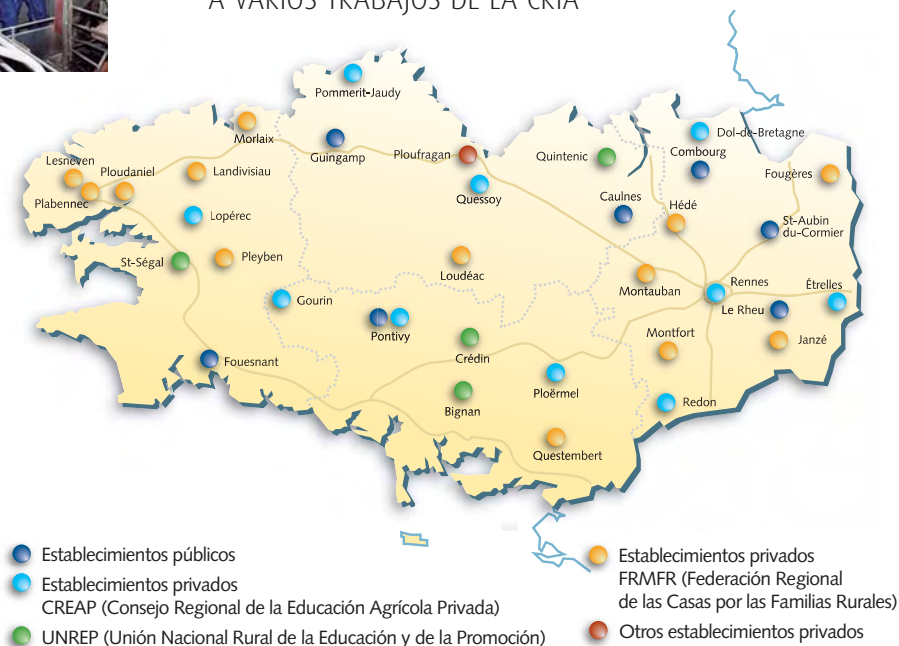 A VARIOS TRABAJOS DE LA CRÍA
Pommerit-Jaudy
Morlaix
Guingamp
Ploufragan
Quintenic
Dol-de-Bretagne
Combourg
Lesneven
Ploudaniel
Landivisiau
Fougères
Plabennec
Quessoy
Caulnes
Hédé
Lopérec
St-Aubin
du-Cormier
St-Ségal
Pleyben
Loudéac
Montauban
Rennes
Étrelles
Gourin
Le Rheu
Pontivy
Montfort
Janzé
Crédin
Fouesnant
Ploërmel
Redon
Bignan
Questembert
Establecimientos públicos
Establecimientos privados
CREAP (Consejo Regional de la Educación Agrícola Privada)
UNREP (Unión Nacional Rural de la Educación y de la Promoción)
Establecimientos privados
FRMFR (Federación Regional
de las Casas por las Familias Rurales)
Otros establecimientos privados